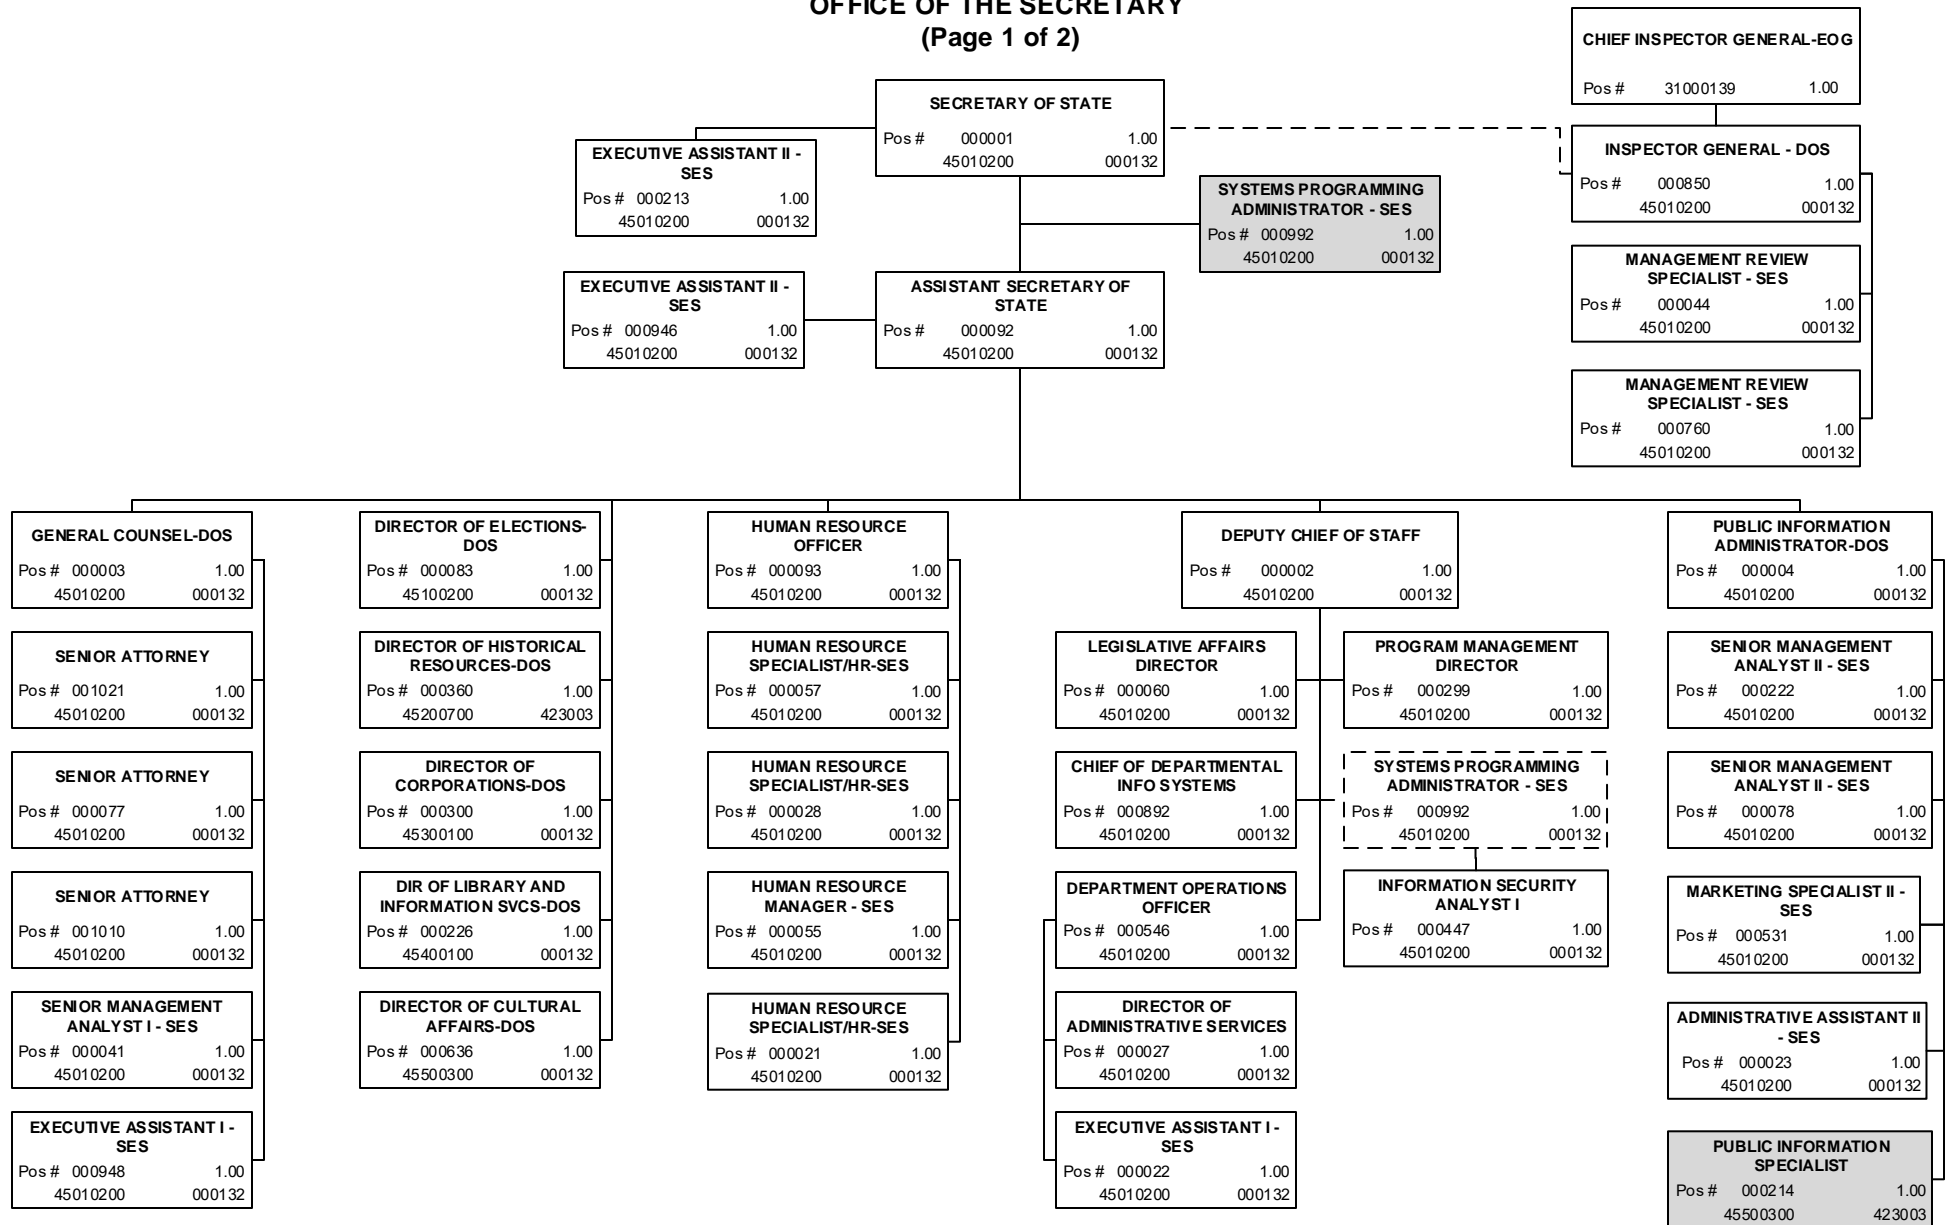 OFFICE OF THE SECRETARY
(Page 1 of 2)
CHIEF INSPECTOR GENERAL-EOG
Pos # 31000139 1.00
SECRETARY OF STATE
Pos # 000001 1.00
45010200 000132
EXECUTIVE ASSISTANT II -
SES
Pos # 000213 1.00
45010200 000132
INSPECTOR GENERAL - DOS
Pos # 000850 1.00
45010200 000132
SYSTEMS PROGRAMMING
ADMINISTRATOR - SES
Pos # 000992 1.00
45010200 000132
MANAGEMENT REVIEW
SPECIALIST - SES
Pos # 000044 1.00
45010200 000132
EXECUTIVE ASSISTANT II -
SES
Pos # 000946 1.00
45010200 000132
ASSISTANT SECRETARY OF
STATE
Pos # 000092 1.00
45010200 000132
MANAGEMENT REVIEW
SPECIALIST - SES
Pos # 000760 1.00
45010200 000132
GENERAL COUNSEL-DOS
Pos # 000003 1.00
45010200 000132
SENIOR ATTORNEY
Pos # 001021 1.00
45010200 000132
SENIOR ATTORNEY
Pos # 000077 1.00
45010200 000132
SENIOR ATTORNEY
Pos # 001010 1.00
45010200 000132
SENIOR MANAGEMENT
ANALYST I - SES
Pos # 000041 1.00
45010200 000132
EXECUTIVE ASSISTANT I -
SES
Pos # 000948 1.00
45010200 000132
DIRECTOR OF ELECTIONS-
DOS
Pos # 000083 1.00
45100200 000132
DIRECTOR OF HISTORICAL
RESOURCES-DOS
Pos # 000360 1.00
45200700 423003
DIRECTOR OF
CORPORATIONS-DOS
Pos # 000300 1.00
45300100 000132
DIR OF LIBRARY AND
INFORMATION SVCS-DOS
Pos # 000226 1.00
45400100 000132
DIRECTOR OF CULTURAL
AFFAIRS-DOS
Pos # 000636 1.00
45500300 000132
HUMAN RESOURCE
OFFICER
Pos # 000093 1.00
45010200 000132
HUMAN RESOURCE
SPECIALIST/HR-SES
Pos # 000057 1.00
45010200 000132
HUMAN RESOURCE
SPECIALIST/HR-SES
Pos # 000028 1.00
45010200 000132
HUMAN RESOURCE
MANAGER - SES
Pos # 000055 1.00
45010200 000132
HUMAN RESOURCE
SPECIALIST/HR-SES
Pos # 000021 1.00
45010200 000132
DEPUTY CHIEF OF STAFF
Pos # 000002 1.00
45010200 000132
LEGISLATIVE AFFAIRS
DIRECTOR
Pos # 000060 1.00
45010200 000132
PROGRAM MANAGEMENT
DIRECTOR
Pos # 000299 1.00
45010200 000132
CHIEF OF DEPARTMENTAL
INFO SYSTEMS
Pos # 000892 1.00
45010200 000132
SYSTEMS PROGRAMMING
ADMINISTRATOR - SES
Pos # 000992 1.00
45010200 000132
DEPARTMENT OPERATIONS
OFFICER
Pos # 000546 1.00
45010200 000132
INFORMATION SECURITY
ANALYST I
Pos # 000447 1.00
45010200 000132
DIRECTOR OF
ADMINISTRATIVE SERVICES
Pos # 000027 1.00
45010200 000132
EXECUTIVE ASSISTANT I -
SES
Pos # 000022 1.00
45010200 000132
PUBLIC INFORMATION
ADMINISTRATOR-DOS
Pos # 000004 1.00
45010200 000132
SENIOR MANAGEMENT
ANALYST II - SES
Pos # 000222 1.00
45010200 000132
SENIOR MANAGEMENT
ANALYST II - SES
Pos # 000078 1.00
45010200 000132
MARKETING SPECIALIST II -
SES
Pos # 000531 1.00
45010200 000132
ADMINISTRATIVE ASSISTANT II
- SES
Pos # 000023 1.00
45010200 000132
PUBLIC INFORMATION
SPECIALIST
Pos # 000214 1.00
45500300 423003